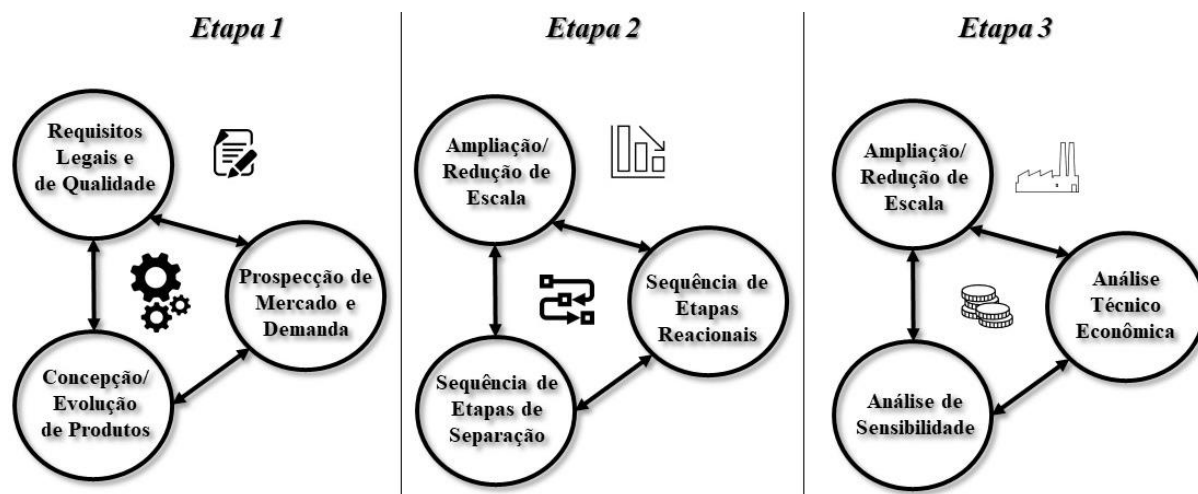 Etapa 1
Requisitos
Legais e
de Qualidade
Prospecção de
Mercado e
Demanda
Concepção/
Evolução
de Produtos
Etapa 2
Ampliação/
Redução de
Escala
Sequência de
Etapas
Reacionais
Sequência de
Etapas de
Separação
Etapa 3
Ampliação/
Redução de
Escala
Análise
Técnico
Econômica
Análise de
Sensibilidade